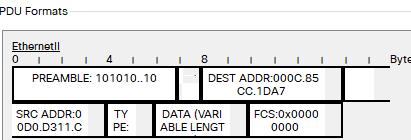 PDU Formats
EthernetII
0 4 8 Byte
PREAMBLE: 101010..10
DEST ADDR:000C.85
CC.1DA7
SRC ADDR:0
0D0.D311.C
TY
PE:
DATA (VARI
ABLE LENGT
FCS:0x0000
0000